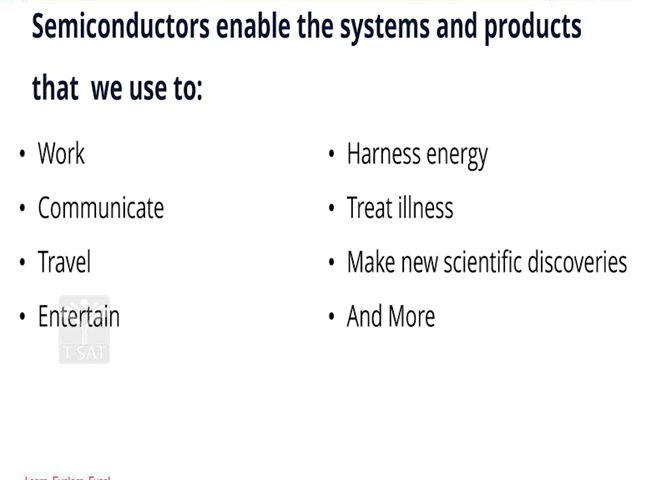 Semiconductors enable the systems and products
that we use to:
• Work
• Communicate
• Travel
• Entertain
• Harness energy
• Treat illness
• Make new scientific discoveries
• And More
T-SAT